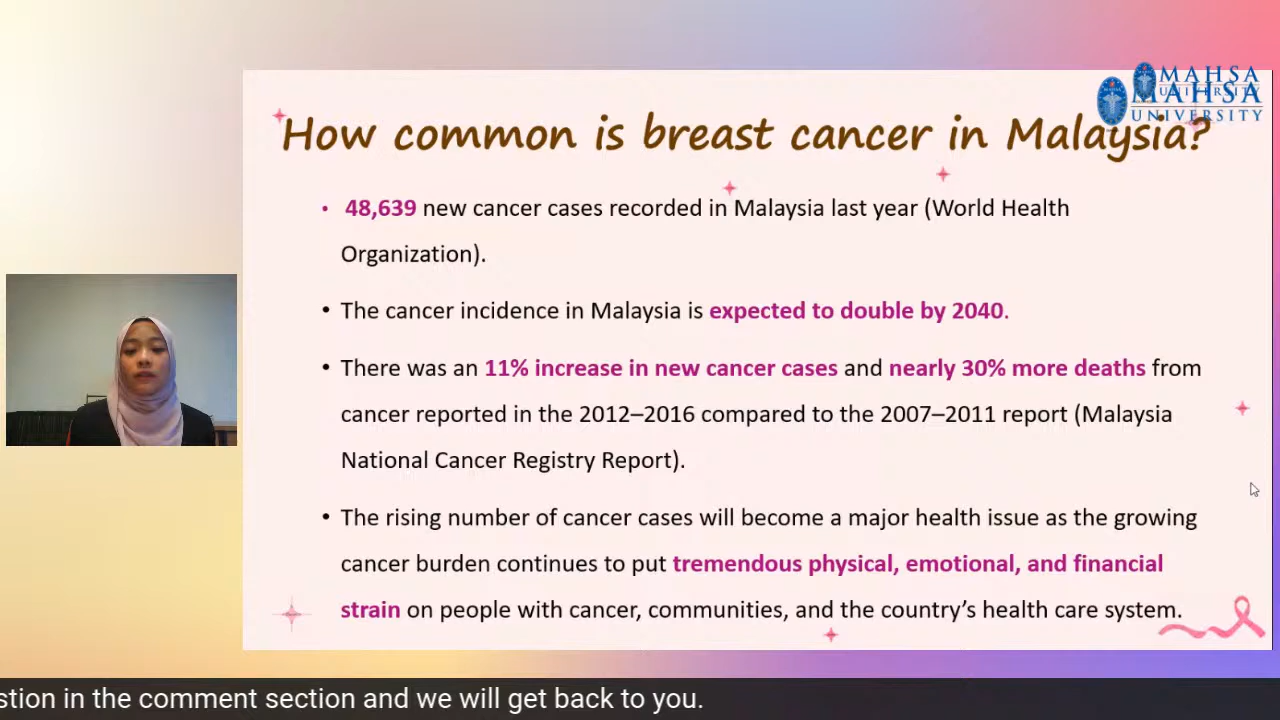 MAHSA
UNIVERSITY
MAHSA
UNIVERSITY
How common is breast cancer in Malaysia?
• 48,639 new cancer cases recorded in Malaysia last year (World Health
Organization).
• The cancer incidence in Malaysia is expected to double by 2040.
• There was an 11% increase in new cancer cases and nearly 30% more deaths from
cancer reported in the 2012–2016 compared to the 2007–2011 report (Malaysia
National Cancer Registry Report).
• The rising number of cancer cases will become a major health issue as the growing
cancer burden continues to put tremendous physical, emotional, and financial
strain on people with cancer, communities, and the country's health care system.
stion in the comment section and we will get back to you.